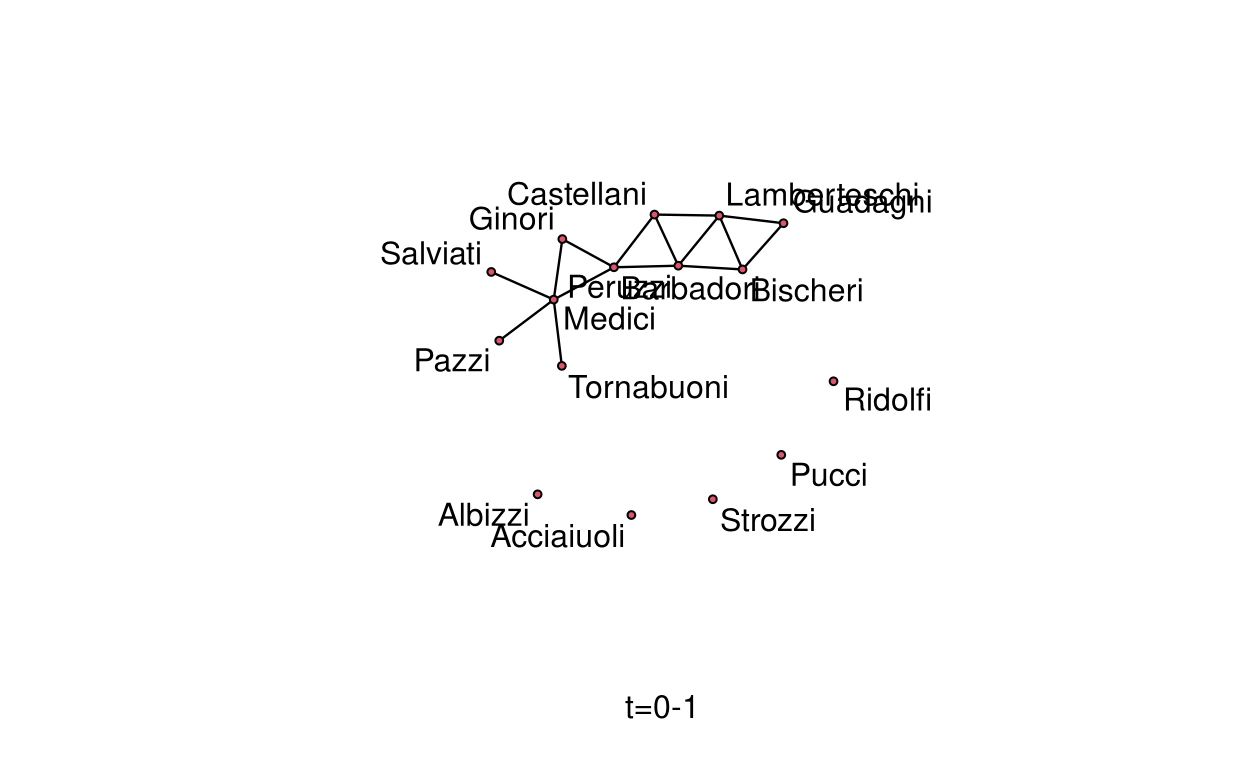 Castellani
Lamberteschi
Guadagni
Ginori
Salviati
Peruzzi
Barbadori
Bischeri
Medici
Pazzi
Tornabuoni
Ridolfi
Pucci
Albizzi
Strozzi
Acciaiuoli
t=0-1